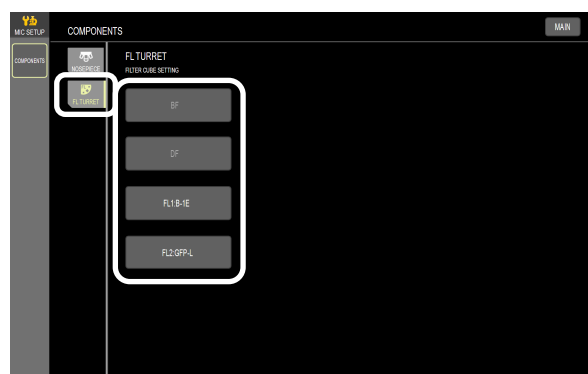 MIC SETUP
COMPONENTS
MAIN
COMPONENTS
NOSEPIECE
FL TURRET
FL TURRET
FILTER CUBE SETTING
BF
DF
FL1:B-1E
FL2:GFP-L